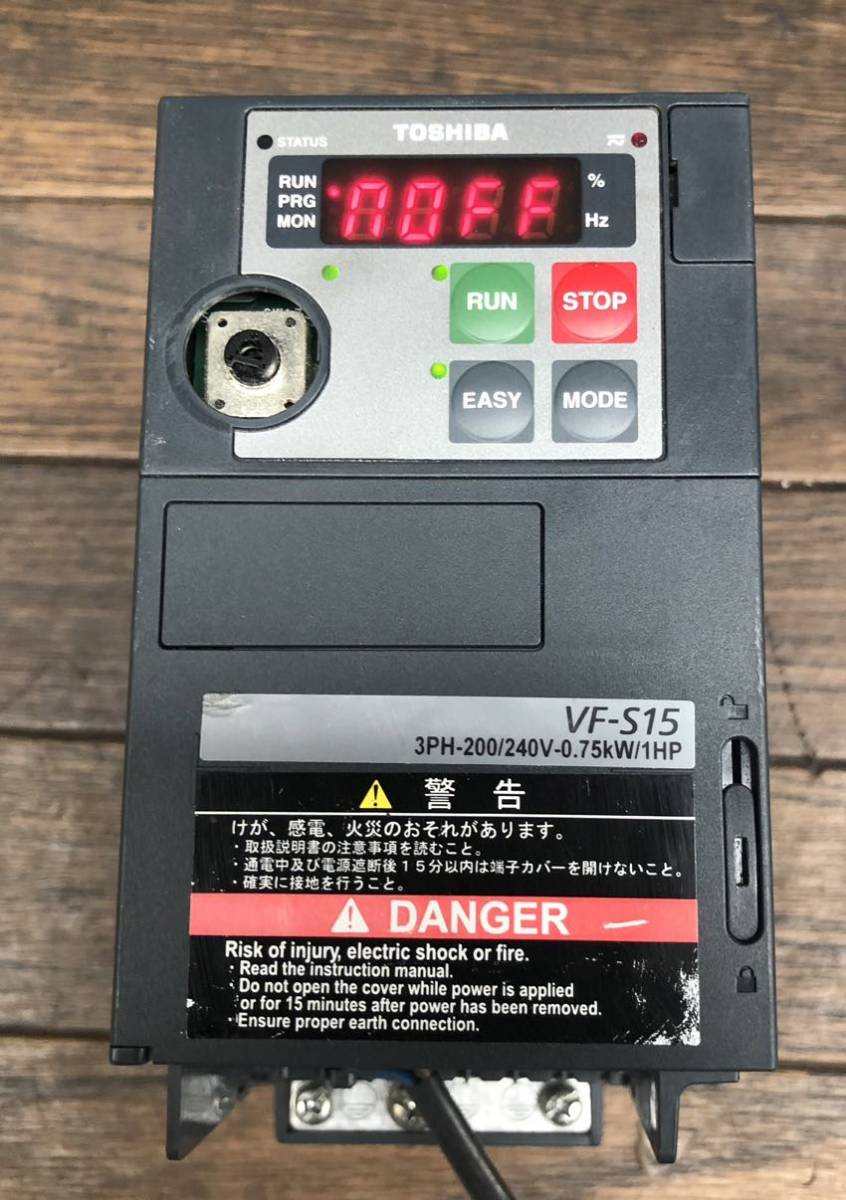 STATUS
TOSHIBA
R
RUN
PRG
MON
MOFF
%
Hz
RUN
STOP
EASY
MODE
VF-S15
3PH-200/240V-0.75kW/1HP
警 告
けが、感電、火災のおそれがあります。
・取扱説明書の注意事項を読むこと。
・通電中及び電源遮断後15分以内は端子カバーを開けないこと。
・確実に接地を行うこと。
DANGER
Risk of injury, electric shock or fire.
・Read the instruction manual.
・Do not open the cover while power is applied
or for 15 minutes after power has been removed.
・Ensure proper earth connection.